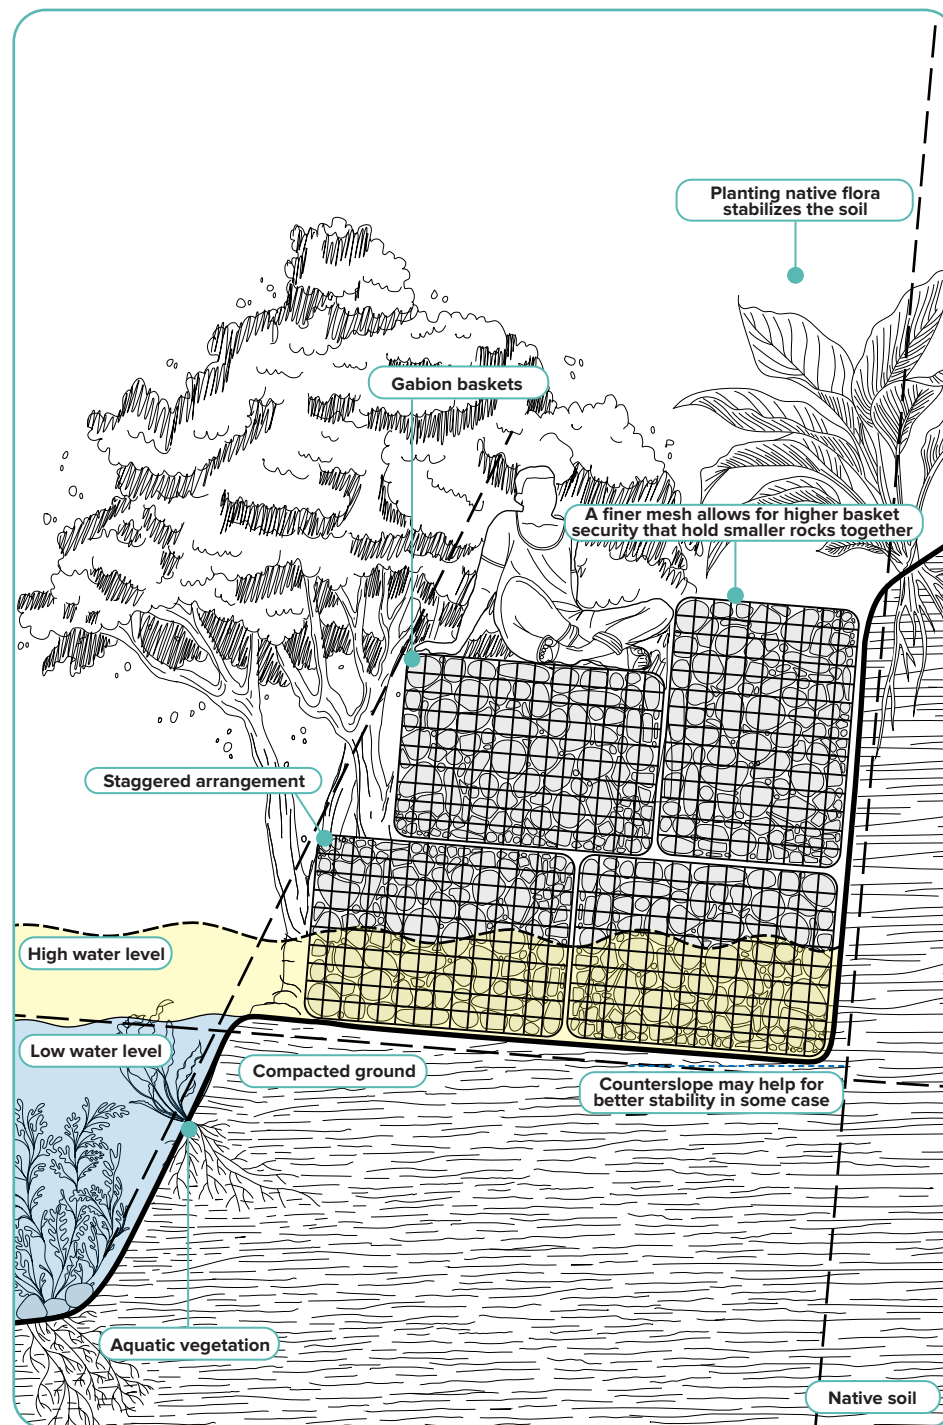 Planting native flora
stabilizes the soil
Gabion baskets
A finer mesh allows for higher basket
security that hold smaller rocks together
Staggered arrangement
High water level
Low water level
Compacted ground
Counterslope may help for
better stability in some case
Aquatic vegetation
Native soil